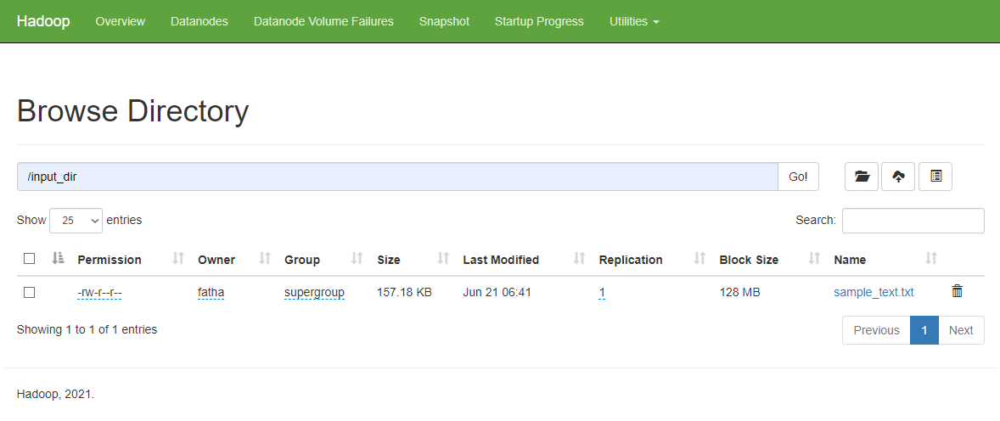 Hadoop Overview Datanodes Datanode Volume Failures Snapshot Startup Progress Utilities
Browse Directory
/input_dir Go!
Show 25 entries Search:
Permission Owner Group Size Last Modified Replication Block Size Name
-rw-r--r-- fatha supergroup 157.18 KB Jun 21 06:41 1 128 MB sample_text.txt
Showing 1 to 1 of 1 entries Previous 1 Next
Hadoop, 2021.